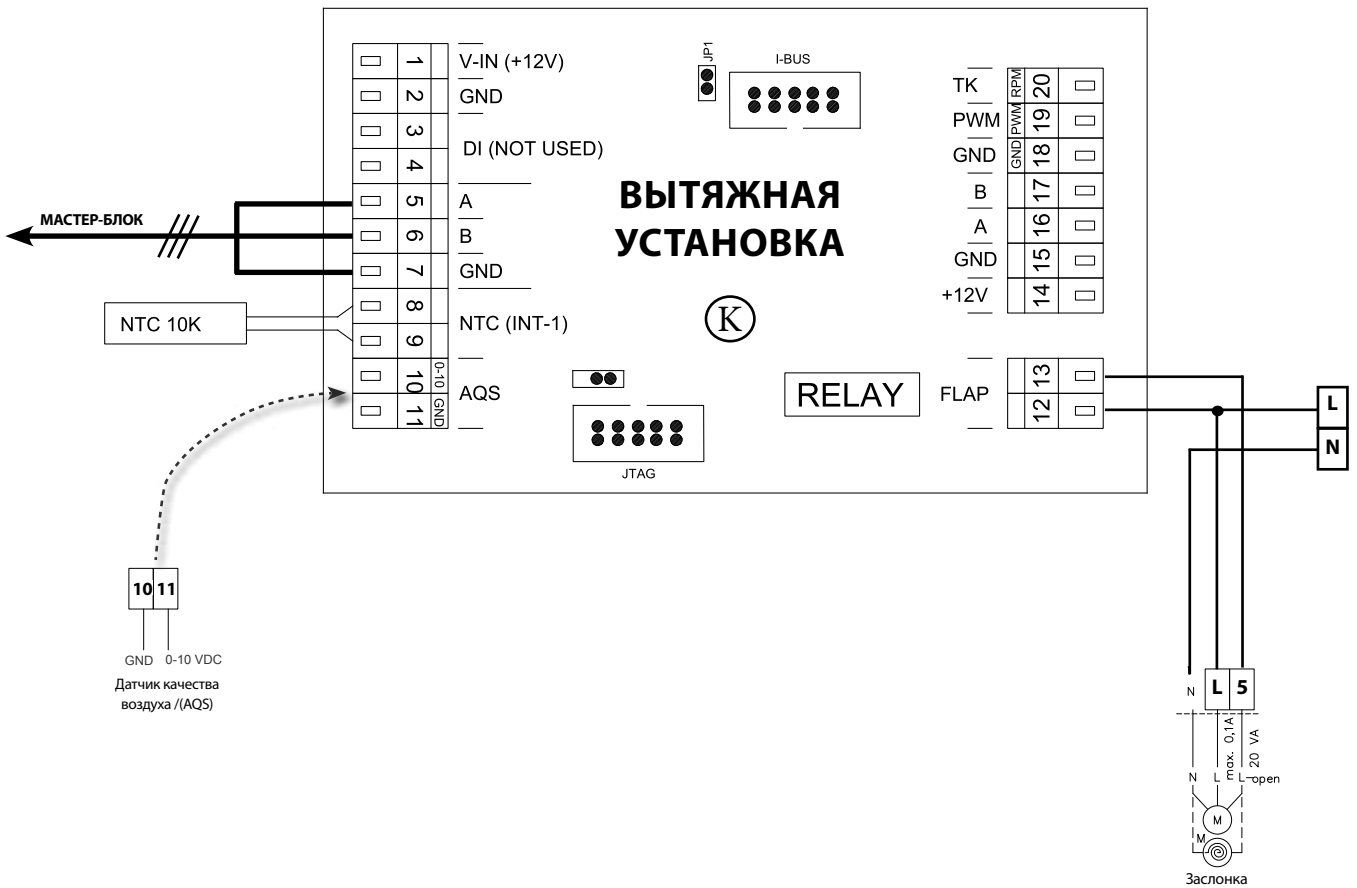 JP1
I-BUS
1 V-IN (+12V)
2 GND
3
DI (NOT USED)
4
5 A
6 B
7 GND
8
NTC (INT-1)
9
10 0-10
AQS
11 GND
МАСТЕР-БЛОК
NTC 10K
ВЫТЯЖНАЯ
УСТАНОВКА
K
TK RPM 20
PWM PWM 19
GND GND 18
B 17
A 16
GND 15
+12V 14
RELAY
FLAP
13
12
JTAG
L
N
10 11
GND 0-10 VDC
Датчик качества
воздуха /(AQS)
N L 5
max. 0,1A
20 VA
N L L open
M
M
Заслонка